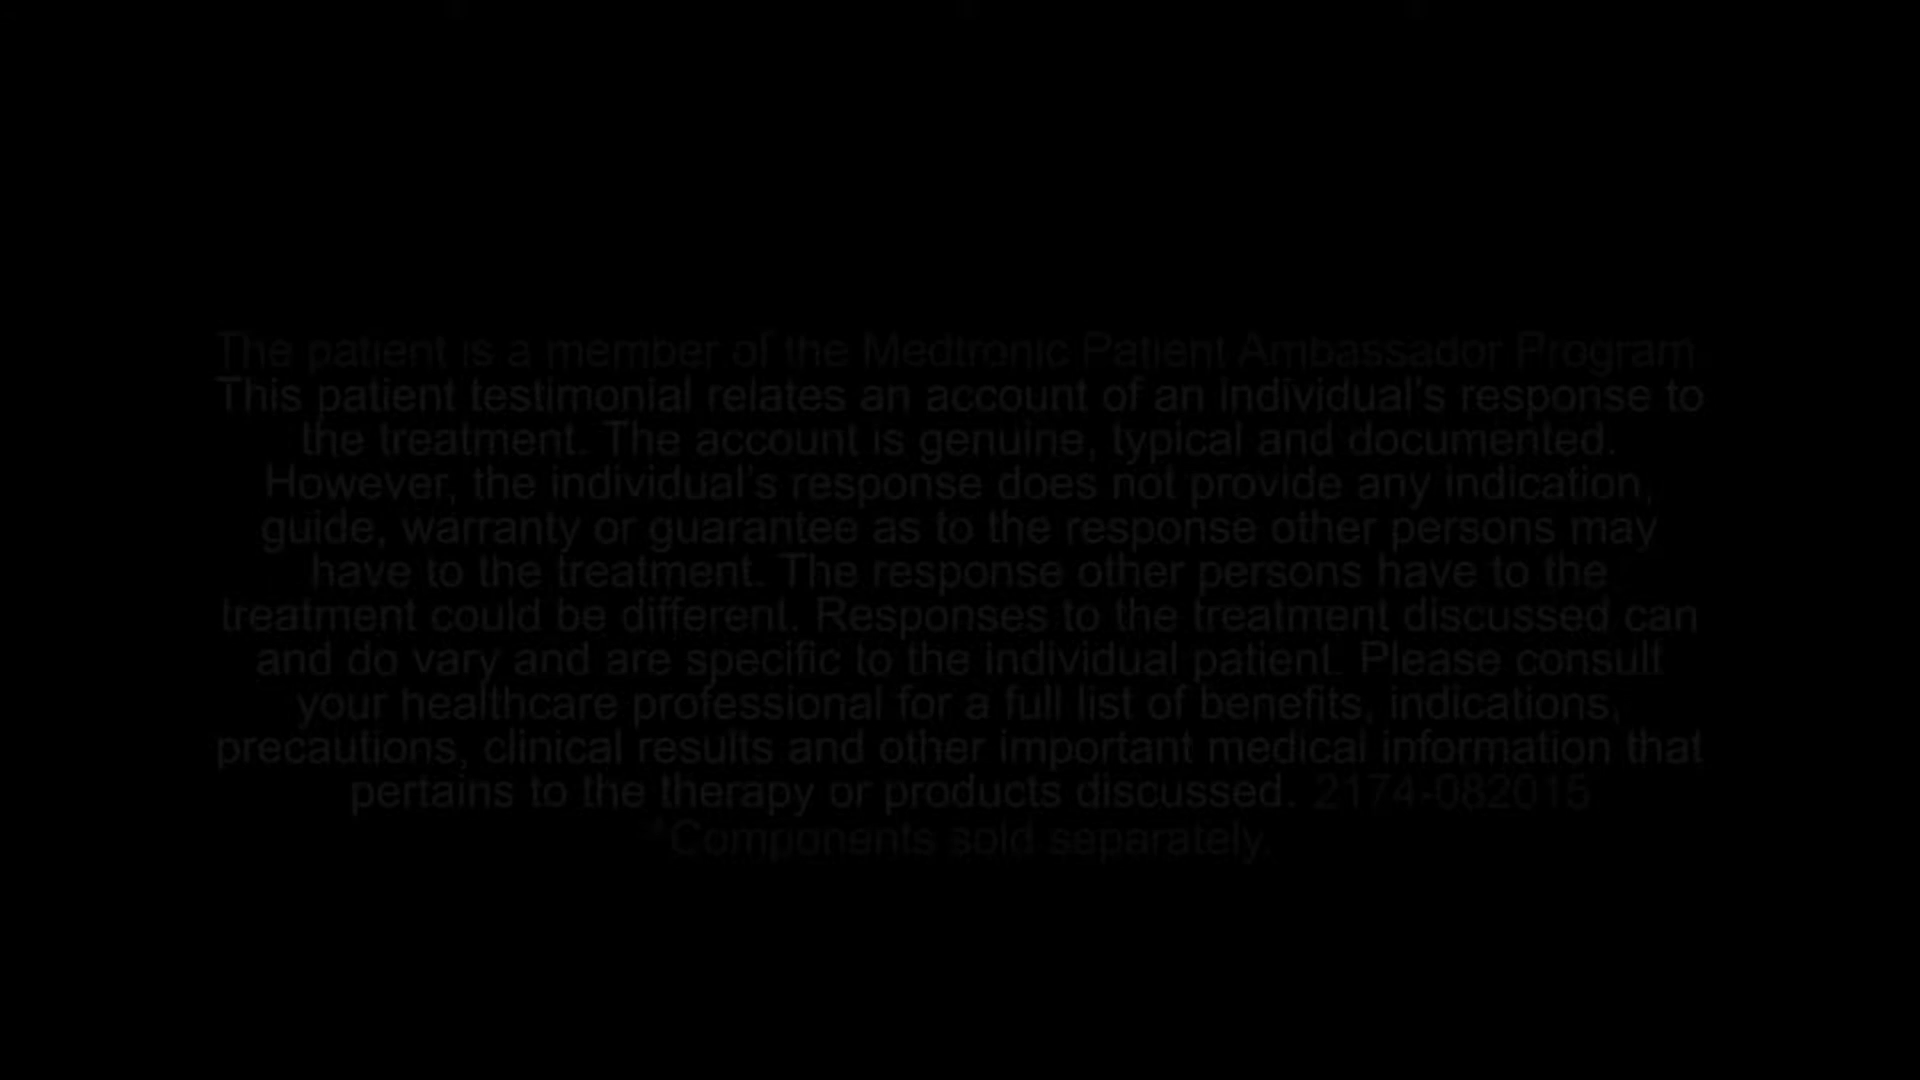 The patient is a member of the Medtronic Patient Ambassador Program.
This patient testimonial relates an account of an individual's response to
the treatment. The account is genuine, typical and documented.
However, the individual's response does not provide any indication,
guide, warranty or guarantee as to the response other persons may
have to the treatment. The response other persons have to the
treatment could be different. Responses to the treatment discussed can
and do vary and are specific to the individual patient. Please consult
your healthcare professional for a full list of benefits, indications,
precautions, clinical results and other important medical information that
pertains to the therapy or products discussed. 2174-082015
*Components sold separately.